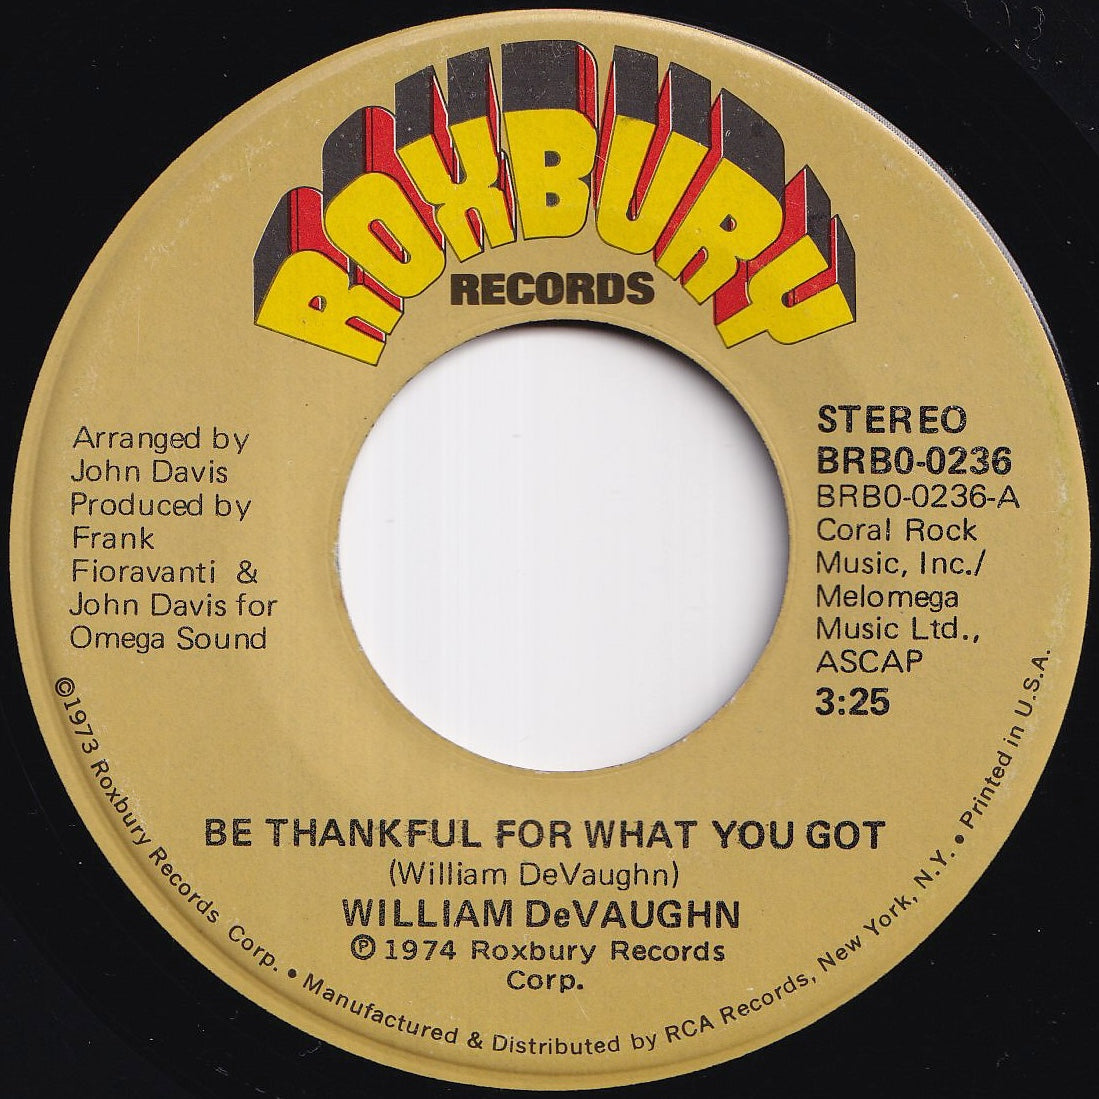 ROXBURY
RECORDS
Arranged by
John Davis
Produced by
Frank
Fioravanti &
John Davis for
Omega Sound
STEREO
BRBO-0236
BRBO-0236-A
Coral Rock
Music, Inc./
Melomega
Music Ltd.,
ASCAP
3:25
BE THANKFUL FOR WHAT YOU GOT
(William DeVaughn)
WILLIAM DeVAUGHN
℗ 1974 Roxbury Records
Corp.
©1973 Roxbury Records Corp. • Manufactured & Distributed by RCA Records, New York, N.Y. • Printed in U.S.A.